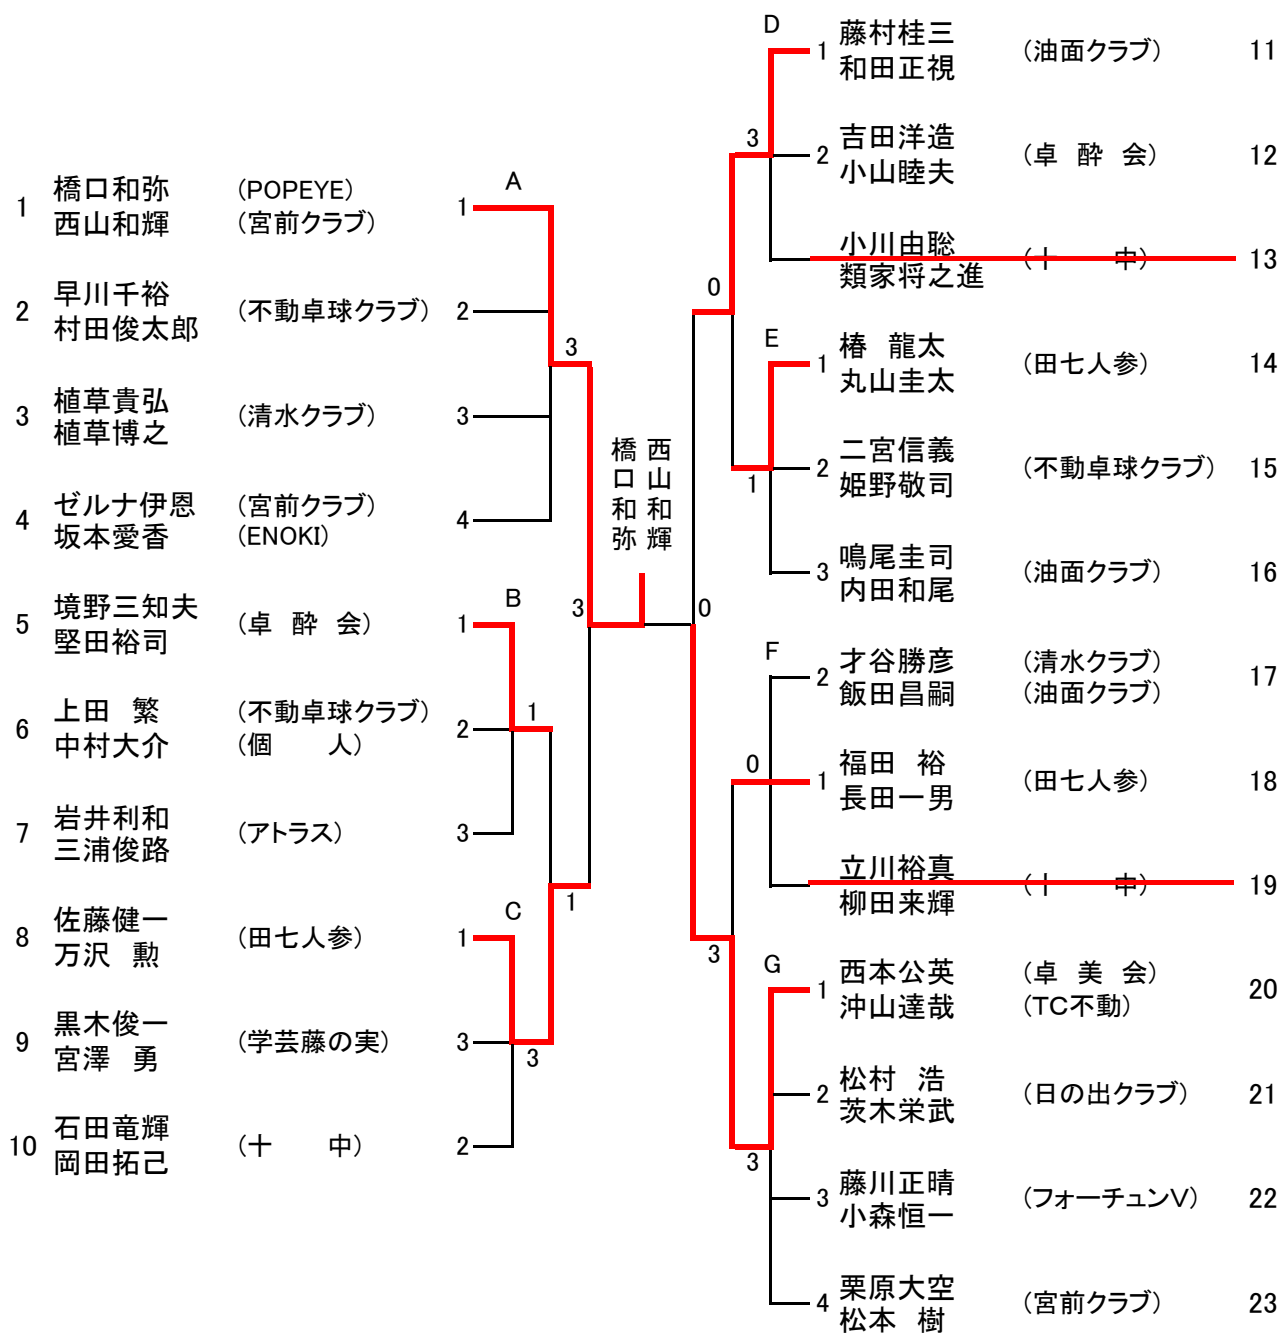 A
1 橋口和弥 (POPEYE) 1
西山和輝 (宮前クラブ)
2 早川千裕 (不動卓球クラブ) 2
村田俊太郎
3 植草貴弘 (清水クラブ) 3
植草博之
4 ゼルナ伊恩 (宮前クラブ) 4
坂本愛香 (ENOKI)
3
B
5 境野三知夫 (卓 酔 会) 1
堅田裕司
6 上田 繁 (不動卓球クラブ) 2
中村大介 (個 人)
7 岩井利和 (アトラス) 3
三浦俊路
1
C
8 佐藤健一 (田七人参) 1
万沢 勲
9 黒木俊一 (学芸藤の実) 3
宮澤 勇
10 石田竜輝 (十 中) 2
岡田拓己
3
1
3
橋口和弥
西山和輝
0
D
1 藤村桂三 (油面クラブ) 11
和田正視
2 吉田洋造 (卓 酔 会) 12
小山睦夫
小川由聡 (十 中) 13
類家将之進
3
0
E
1 椿 龍太 (田七人参) 14
丸山圭太
2 二宮信義 (不動卓球クラブ) 15
姫野敬司
3 鳴尾圭司 (油面クラブ) 16
内田和尾
1
F
2 才谷勝彦 (清水クラブ) 17
飯田昌嗣 (油面クラブ)
1 福田 裕 (田七人参) 18
長田一男
立川裕真 (十 中) 19
柳田来輝
0
3
G
1 西本公英 (卓 美 会) 20
沖山達哉 (TC不動)
2 松村 浩 (日の出クラブ) 21
茨木栄武
3 藤川正晴 (フォーチュンV) 22
小森恒一
4 栗原大空 (宮前クラブ) 23
松本 樹
3